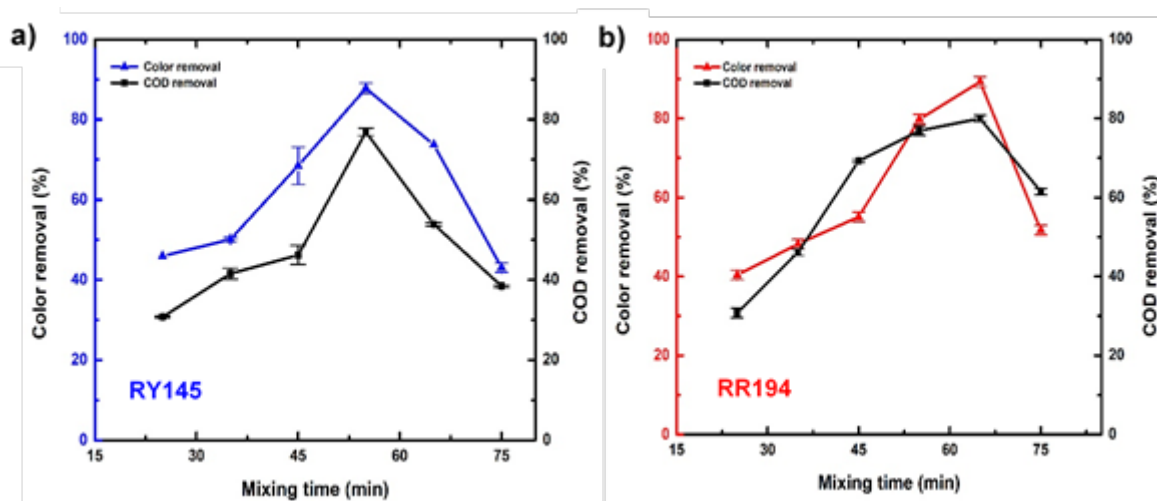 a)
Color removal
COD removal
Color removal (%)
100
80
60
40
20
0
RY145
COD removal (%)
100
80
60
40
20
0
15 30 45 60 75
Mixing time (min)
b)
Color removal
COD removal
Color removal (%)
100
80
60
40
20
0
RR194
COD removal (%)
100
80
60
40
20
0
15 30 45 60 75
Mixing time (min)